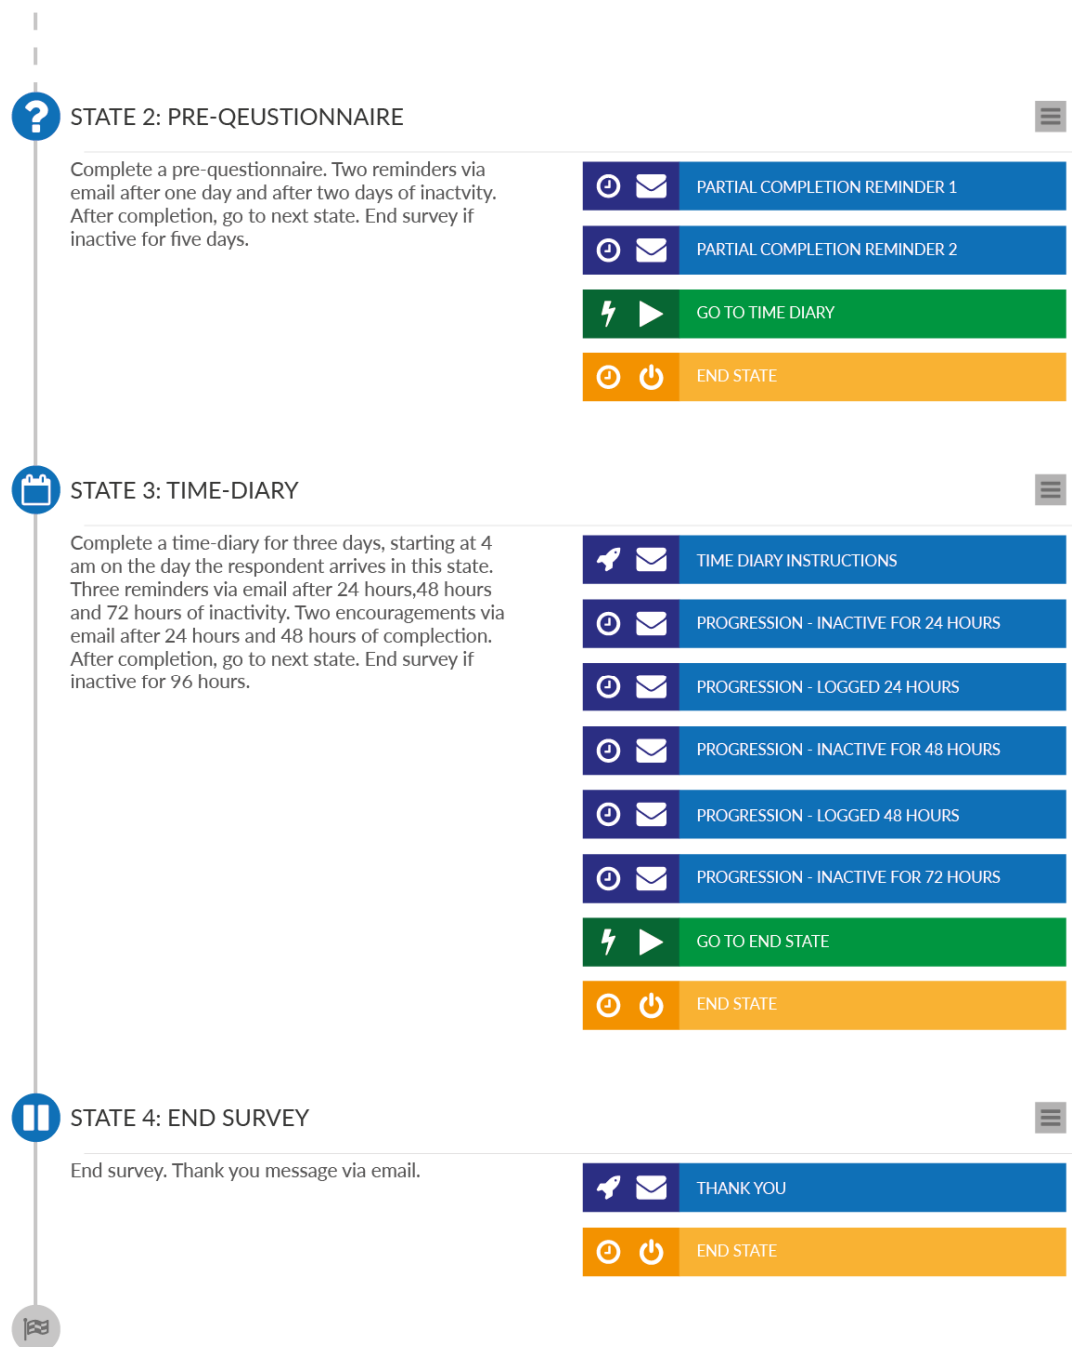 STATE 2: PRE-QEUSTIONNAIRE
Complete a pre-questionnaire. Two reminders via
email after one day and after two days of inactvity.
After completion, go to next state. End survey if
inactive for five days.
PARTIAL COMPLETION REMINDER 1
PARTIAL COMPLETION REMINDER 2
GO TO TIME DIARY
END STATE
STATE 3: TIME-DIARY
Complete a time-diary for three days, starting at 4
am on the day the respondent arrives in this state.
Three reminders via email after 24 hours,48 hours
and 72 hours of inactivity. Two encouragements via
email after 24 hours and 48 hours of complection.
After completion, go to next state. End survey if
inactive for 96 hours.
TIME DIARY INSTRUCTIONS
PROGRESSION - INACTIVE FOR 24 HOURS
PROGRESSION - LOGGED 24 HOURS
PROGRESSION - INACTIVE FOR 48 HOURS
PROGRESSION - LOGGED 48 HOURS
PROGRESSION - INACTIVE FOR 72 HOURS
GO TO END STATE
END STATE
STATE 4: END SURVEY
End survey. Thank you message via email.
THANK YOU
END STATE